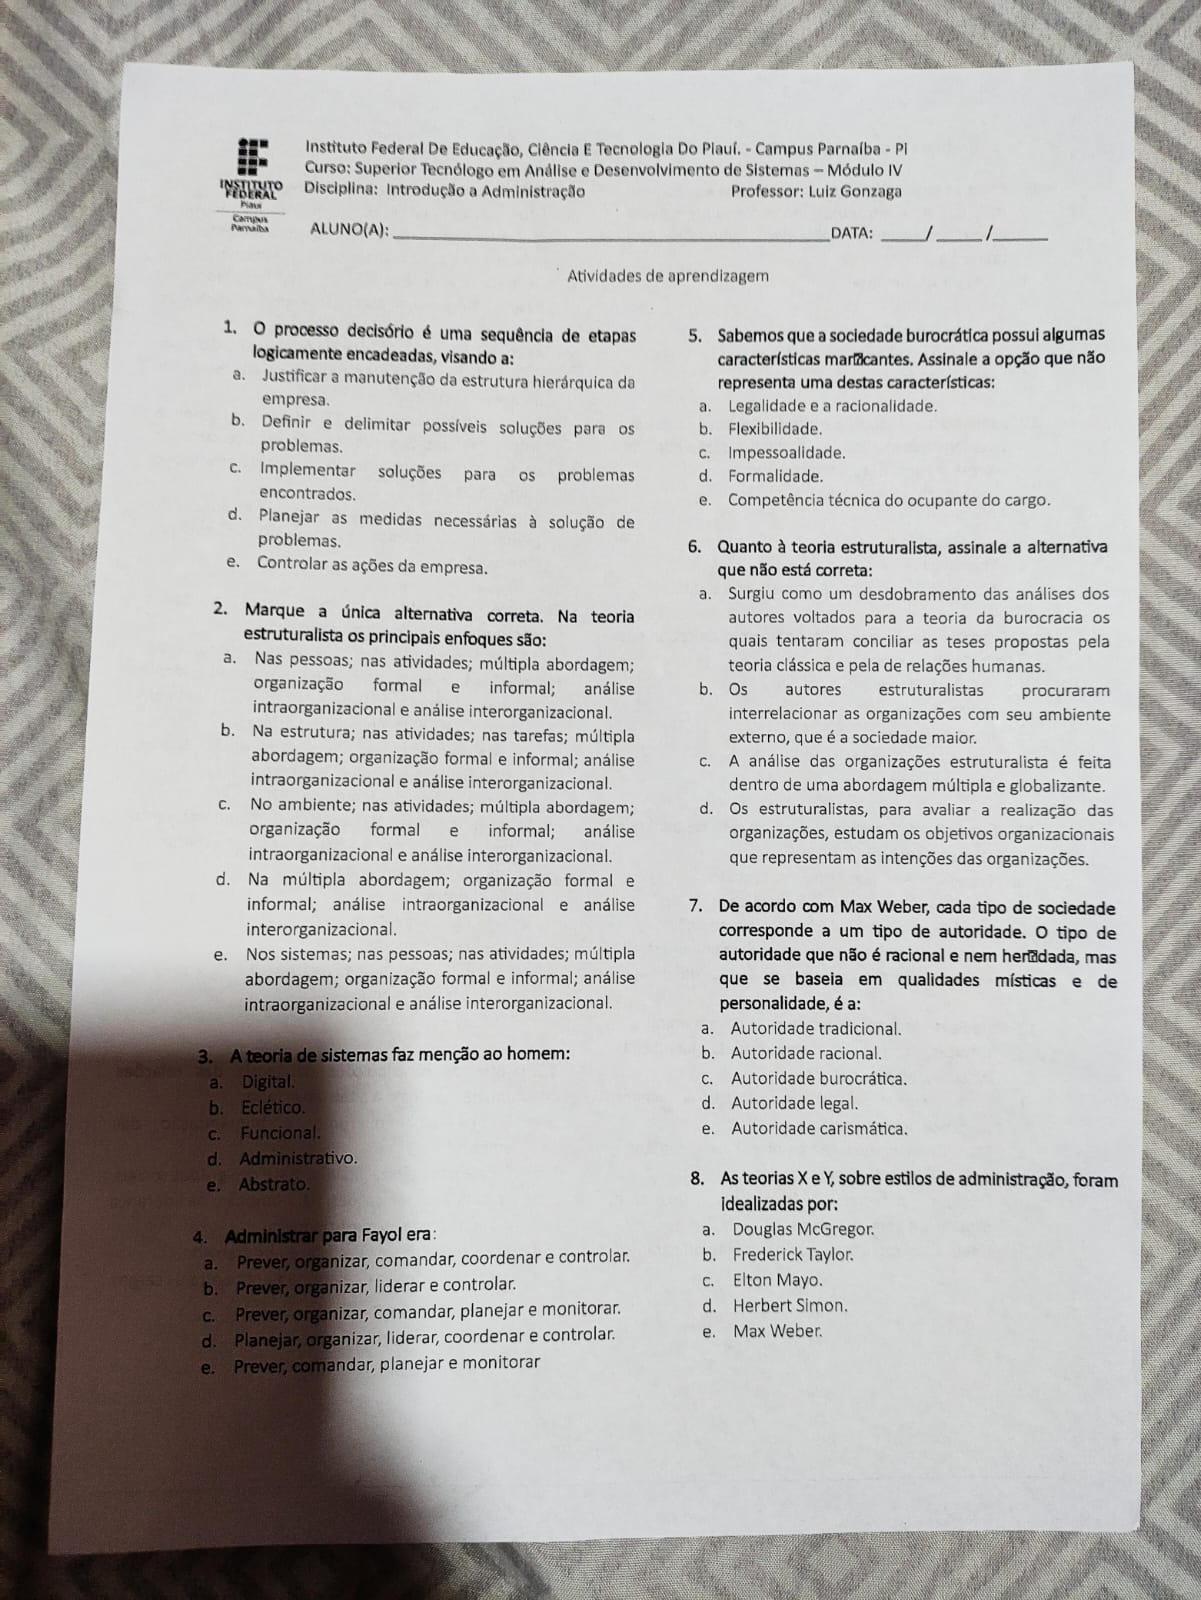 Instituto Federal De Educação, Ciência E Tecnologia Do Piauí. - Campus Parnaíba - PI
Curso: Superior Tecnólogo em Análise e Desenvolvimento de Sistemas – Módulo IV
Disciplina: Introdução a Administração Professor: Luiz Gonzaga
INSTITUTO
FEDERAL
Piauí
Campus
Parnaíba
ALUNO(A): ______ DATA: _____/_____/______
Atividades de aprendizagem
1. O processo decisório é uma sequência de etapas
logicamente encadeadas, visando a:
a. Justificar a manutenção da estrutura hierárquica da
empresa.
b. Definir e delimitar possíveis soluções para os
problemas.
c. Implementar soluções para os problemas
encontrados.
d. Planejar as medidas necessárias à solução de
problemas.
e. Controlar as ações da empresa.
2. Marque a única alternativa correta. Na teoria
estruturalista os principais enfoques são:
a. Nas pessoas; nas atividades; múltipla abordagem;
organização formal e informal; análise
intraorganizacional e análise interorganizacional.
b. Na estrutura; nas atividades; nas tarefas; múltipla
abordagem; organização formal e informal; análise
intraorganizacional e análise interorganizacional.
c. No ambiente; nas atividades; múltipla abordagem;
organização formal e informal; análise
intraorganizacional e análise interorganizacional.
d. Na múltipla abordagem; organização formal e
informal; análise intraorganizacional e análise
interorganizacional.
e. Nos sistemas; nas pessoas; nas atividades; múltipla
abordagem; organização formal e informal; análise
intraorganizacional e análise interorganizacional.
3. A teoria de sistemas faz menção ao homem:
a. Digital.
b. Eclético.
c. Funcional.
d. Administrativo.
e. Abstrato.
4. Administrar para Fayol era:
a. Prever, organizar, comandar, coordenar e controlar.
b. Prever, organizar, liderar e controlar.
c. Prever, organizar, comandar, planejar e monitorar.
d. Planejar, organizar, liderar, coordenar e controlar.
e. Prever, comandar, planejar e monitorar
5. Sabemos que a sociedade burocrática possui algumas
características mar⍰cantes. Assinale a opção que não
representa uma destas características:
a. Legalidade e a racionalidade.
b. Flexibilidade.
c. Impessoalidade.
d. Formalidade.
e. Competência técnica do ocupante do cargo.
6. Quanto à teoria estruturalista, assinale a alternativa
que não está correta:
a. Surgiu como um desdobramento das análises dos
autores voltados para a teoria da burocracia os
quais tentaram conciliar as teses propostas pela
teoria clássica e pela de relações humanas.
b. Os autores estruturalistas procuraram
interrelacionar as organizações com seu ambiente
externo, que é a sociedade maior.
c. A análise das organizações estruturalista é feita
dentro de uma abordagem múltipla e globalizante.
d. Os estruturalistas, para avaliar a realização das
organizações, estudam os objetivos organizacionais
que representam as intenções das organizações.
7. De acordo com Max Weber, cada tipo de sociedade
corresponde a um tipo de autoridade. O tipo de
autoridade que não é racional e nem her⍰dada, mas
que se baseia em qualidades místicas e de
personalidade, é a:
a. Autoridade tradicional.
b. Autoridade racional.
c. Autoridade burocrática.
d. Autoridade legal.
e. Autoridade carismática.
8. As teorias X e Y, sobre estilos de administração, foram
idealizadas por:
a. Douglas McGregor.
b. Frederick Taylor.
c. Elton Mayo.
d. Herbert Simon.
e. Max Weber.